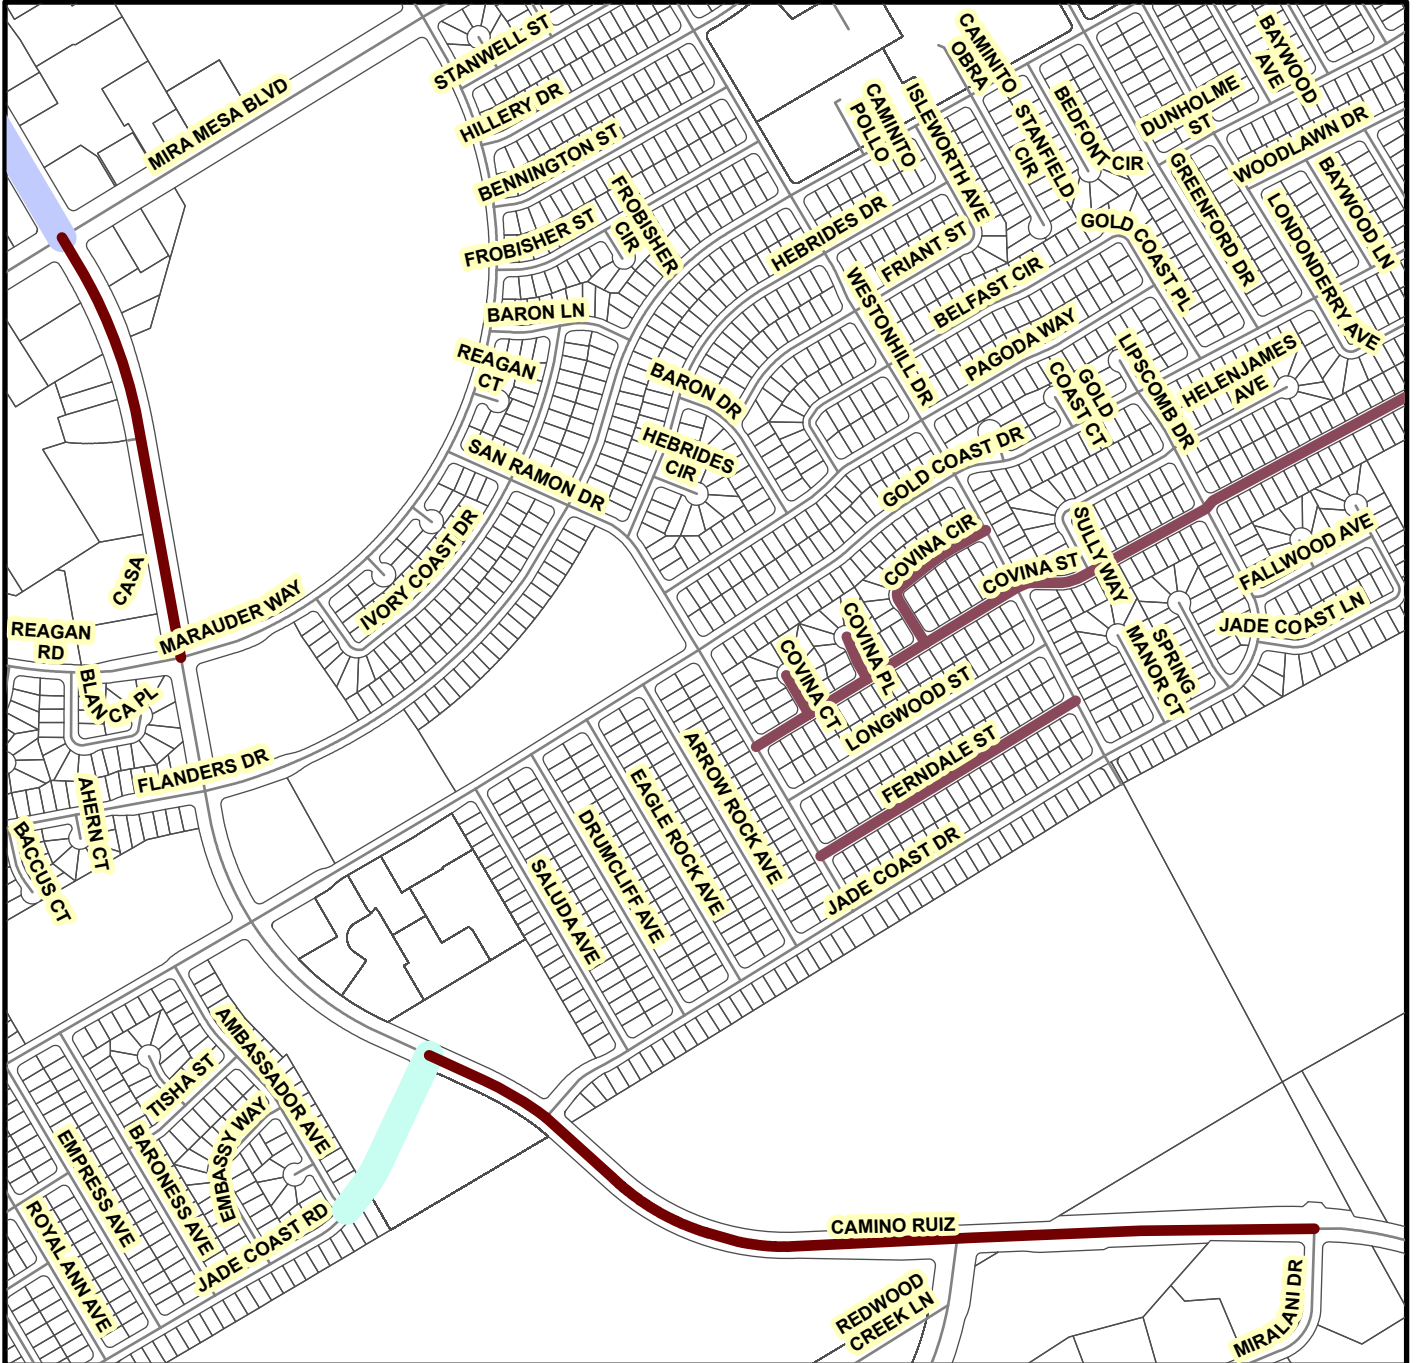 STANWELL ST
CAMINITO
OBRA
BAYWOOD
AVE
MIRA MESA BLVD
HILLERY DR
CAMINITO
POLLO
ISLEWORTH AVE
STANFIELD
CIR
BEDFONT CIR
DUNHOLME
ST
WOODLAWN DR
BENNINGTON ST
FROBISHER
CIR
GREENFORD DR
BAYWOOD LN
LONDONDERRY AVE
FROBISHER ST
HEBRIDES DR
FRIANT ST
GOLD COAST PL
BARON LN
WESTONHILL DR
BELFAST CIR
PAGODA WAY
REAGAN
CT
BARON DR
GOLD
COAST CT
LIPSCOMB DR
HELENJAMES
AVE
HEBRIDES
CIR
SAN RAMON DR
GOLD COAST DR
IVORY COAST DR
COVINA CIR
SULLY WAY
FALLWOOD AVE
CASA
BLANCA PL
MARAUDER WAY
COVINA ST
JADE COAST LN
REAGAN
RD
COVINA CT
COVINA PL
SPRING
MANOR CT
LONGWOOD ST
FLANDERS DR
AHERN CT
BACCUS CT
ARROW ROCK AVE
EAGLE ROCK AVE
DRUMCLIFF AVE
SALUDA AVE
FERNDALE ST
JADE COAST DR
AMBASSADOR AVE
TISHA ST
EMBASSY WAY
BARONESS AVE
EMPRESS AVE
ROYAL ANN AVE
JADE COAST RD
CAMINO RUIZ
REDWOOD
CREEK LN
MIRALANI DR